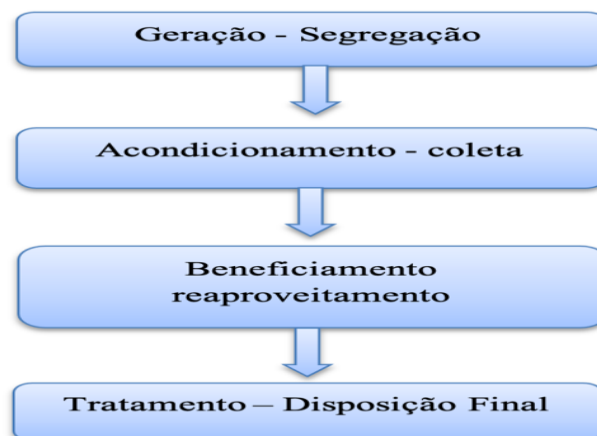 Geração - Segregação
Acondicionamento - coleta
Beneficiamento
reaproveitamento
Tratamento – Disposição Final